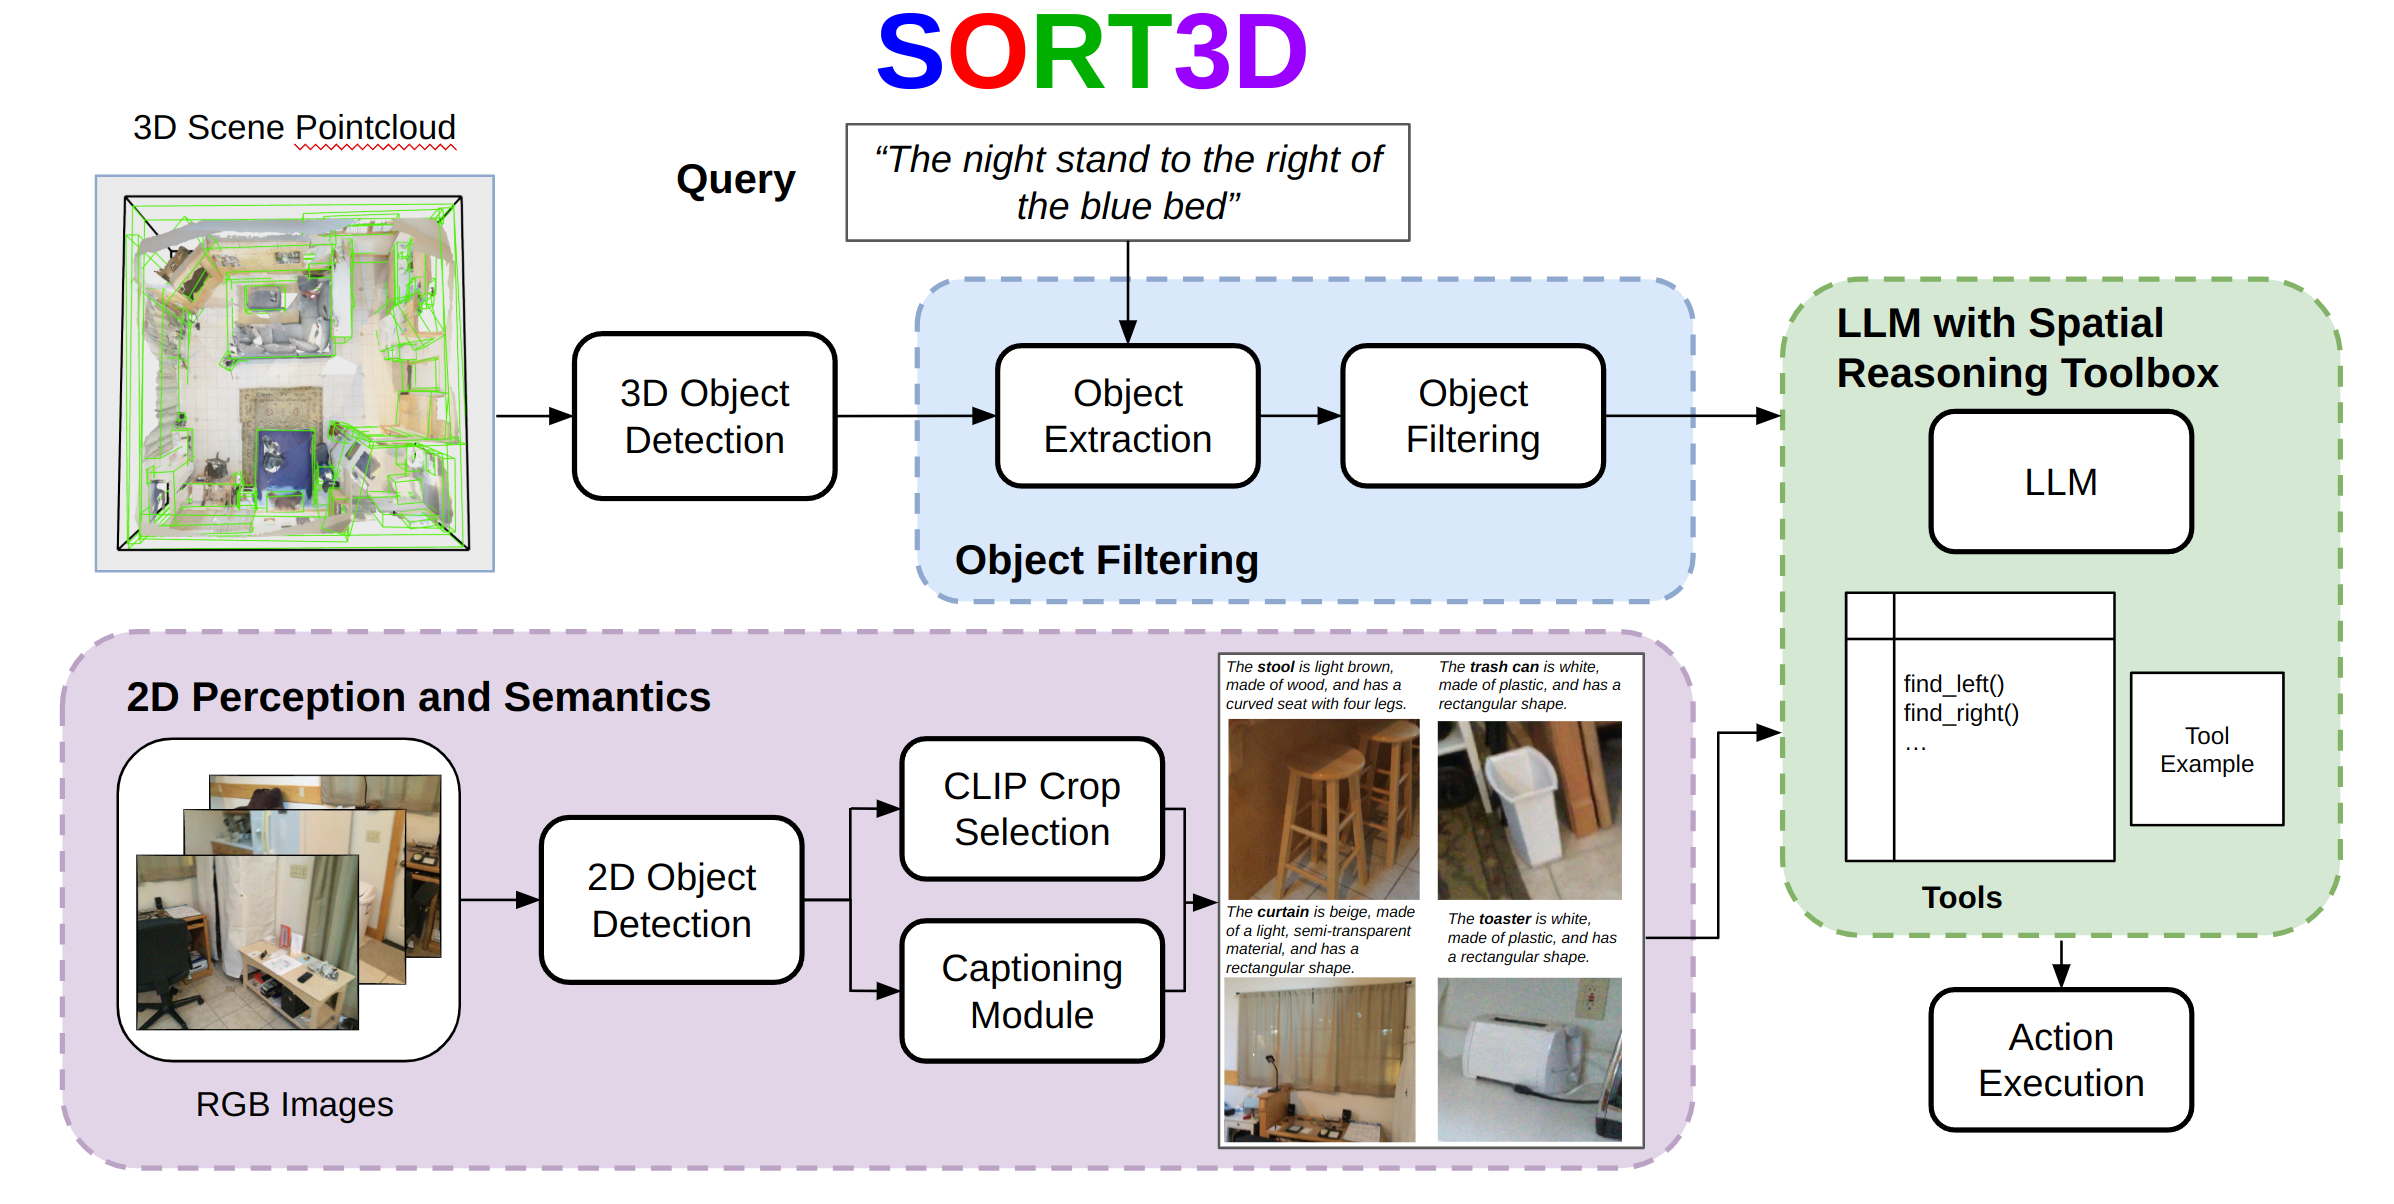 SORT3D
3D Scene Pointcloud
Query
“The night stand to the right of
the blue bed”
3D Object
Detection
Object
Extraction
Object
Filtering
Object Filtering
LLM with Spatial
Reasoning Toolbox
LLM
find_left()
find_right()
…
Tool
Example
Tools
Action
Execution
2D Perception and Semantics
RGB Images
2D Object
Detection
CLIP Crop
Selection
Captioning
Module
The stool is light brown,
made of wood, and has a
curved seat with four legs.
The trash can is white,
made of plastic, and has a
rectangular shape.
The curtain is beige, made
of a light, semi-transparent
material, and has a
rectangular shape.
The toaster is white,
made of plastic, and has
a rectangular shape.